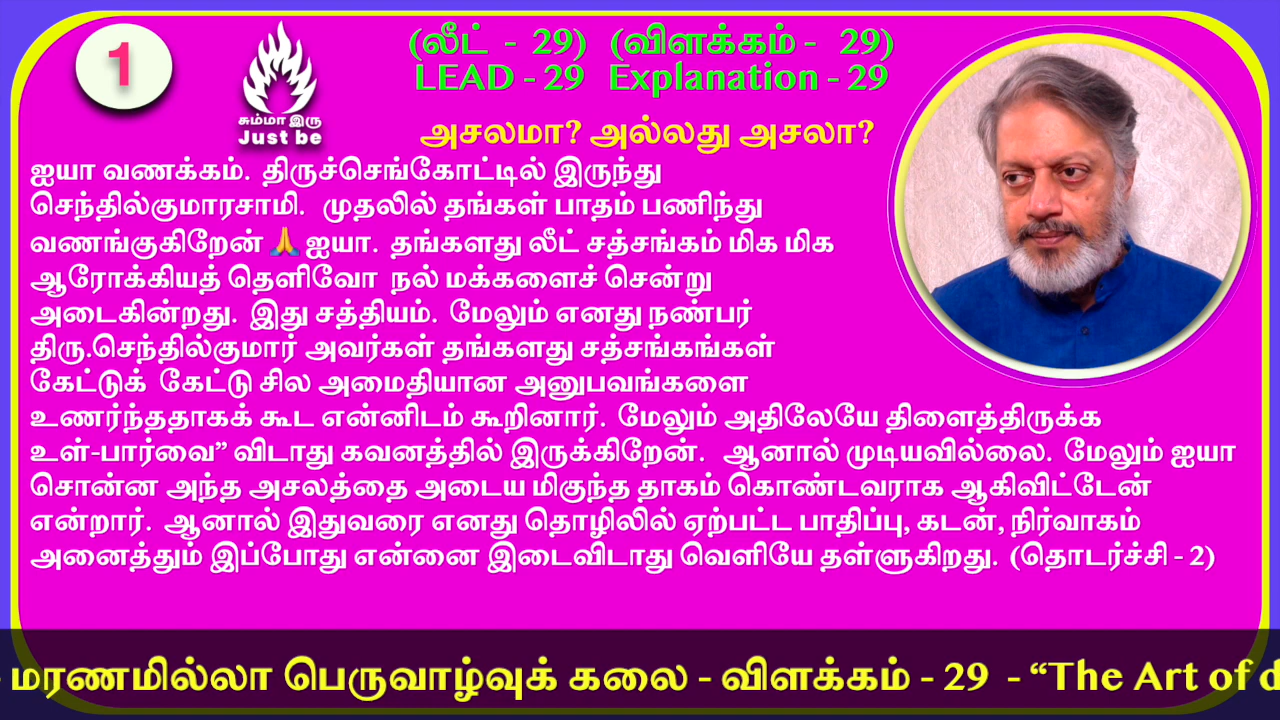 1
சும்மா இரு
Just be
(லீட் - 29) (விளக்கம் - 29)
LEAD - 29 Explanation - 29
அசலமா? அல்லது அசலா?
ஐயா வணக்கம். திருச்செங்கோட்டில் இருந்து
செந்தில்குமாரசாமி. முதலில் தங்கள் பாதம் பணிந்து
வணங்குகிறேன் 🙏 ஐயா. தங்களது லீட் சத்சங்கம் மிக மிக
ஆரோக்கியத் தெளிவோ நல் மக்களைச் சென்று
அடைகின்றது. இது சத்தியம். மேலும் எனது நண்பர்
திரு.செந்தில்குமார் அவர்கள் தங்களது சத்சங்கங்கள்
கேட்டுக் கேட்டு சில அமைதியான அனுபவங்களை
உணர்ந்ததாகக் கூட என்னிடம் கூறினார். மேலும் அதிலேயே திளைத்திருக்க
உள்-பார்வை” விடாது கவனத்தில் இருக்கிறேன். ஆனால் முடியவில்லை. மேலும் ஐயா
சொன்ன அந்த அசலத்தை அடைய மிகுந்த தாகம் கொண்டவராக ஆகிவிட்டேன்
என்றார். ஆனால் இதுவரை எனது தொழிலில் ஏற்பட்ட பாதிப்பு, கடன், நிர்வாகம்
அனைத்தும் இப்போது என்னை இடைவிடாது வெளியே தள்ளுகிறது. (தொடர்ச்சி - 2)
மரணமில்லா பெருவாழ்வுக் கலை - விளக்கம் - 29 - “The Art of d